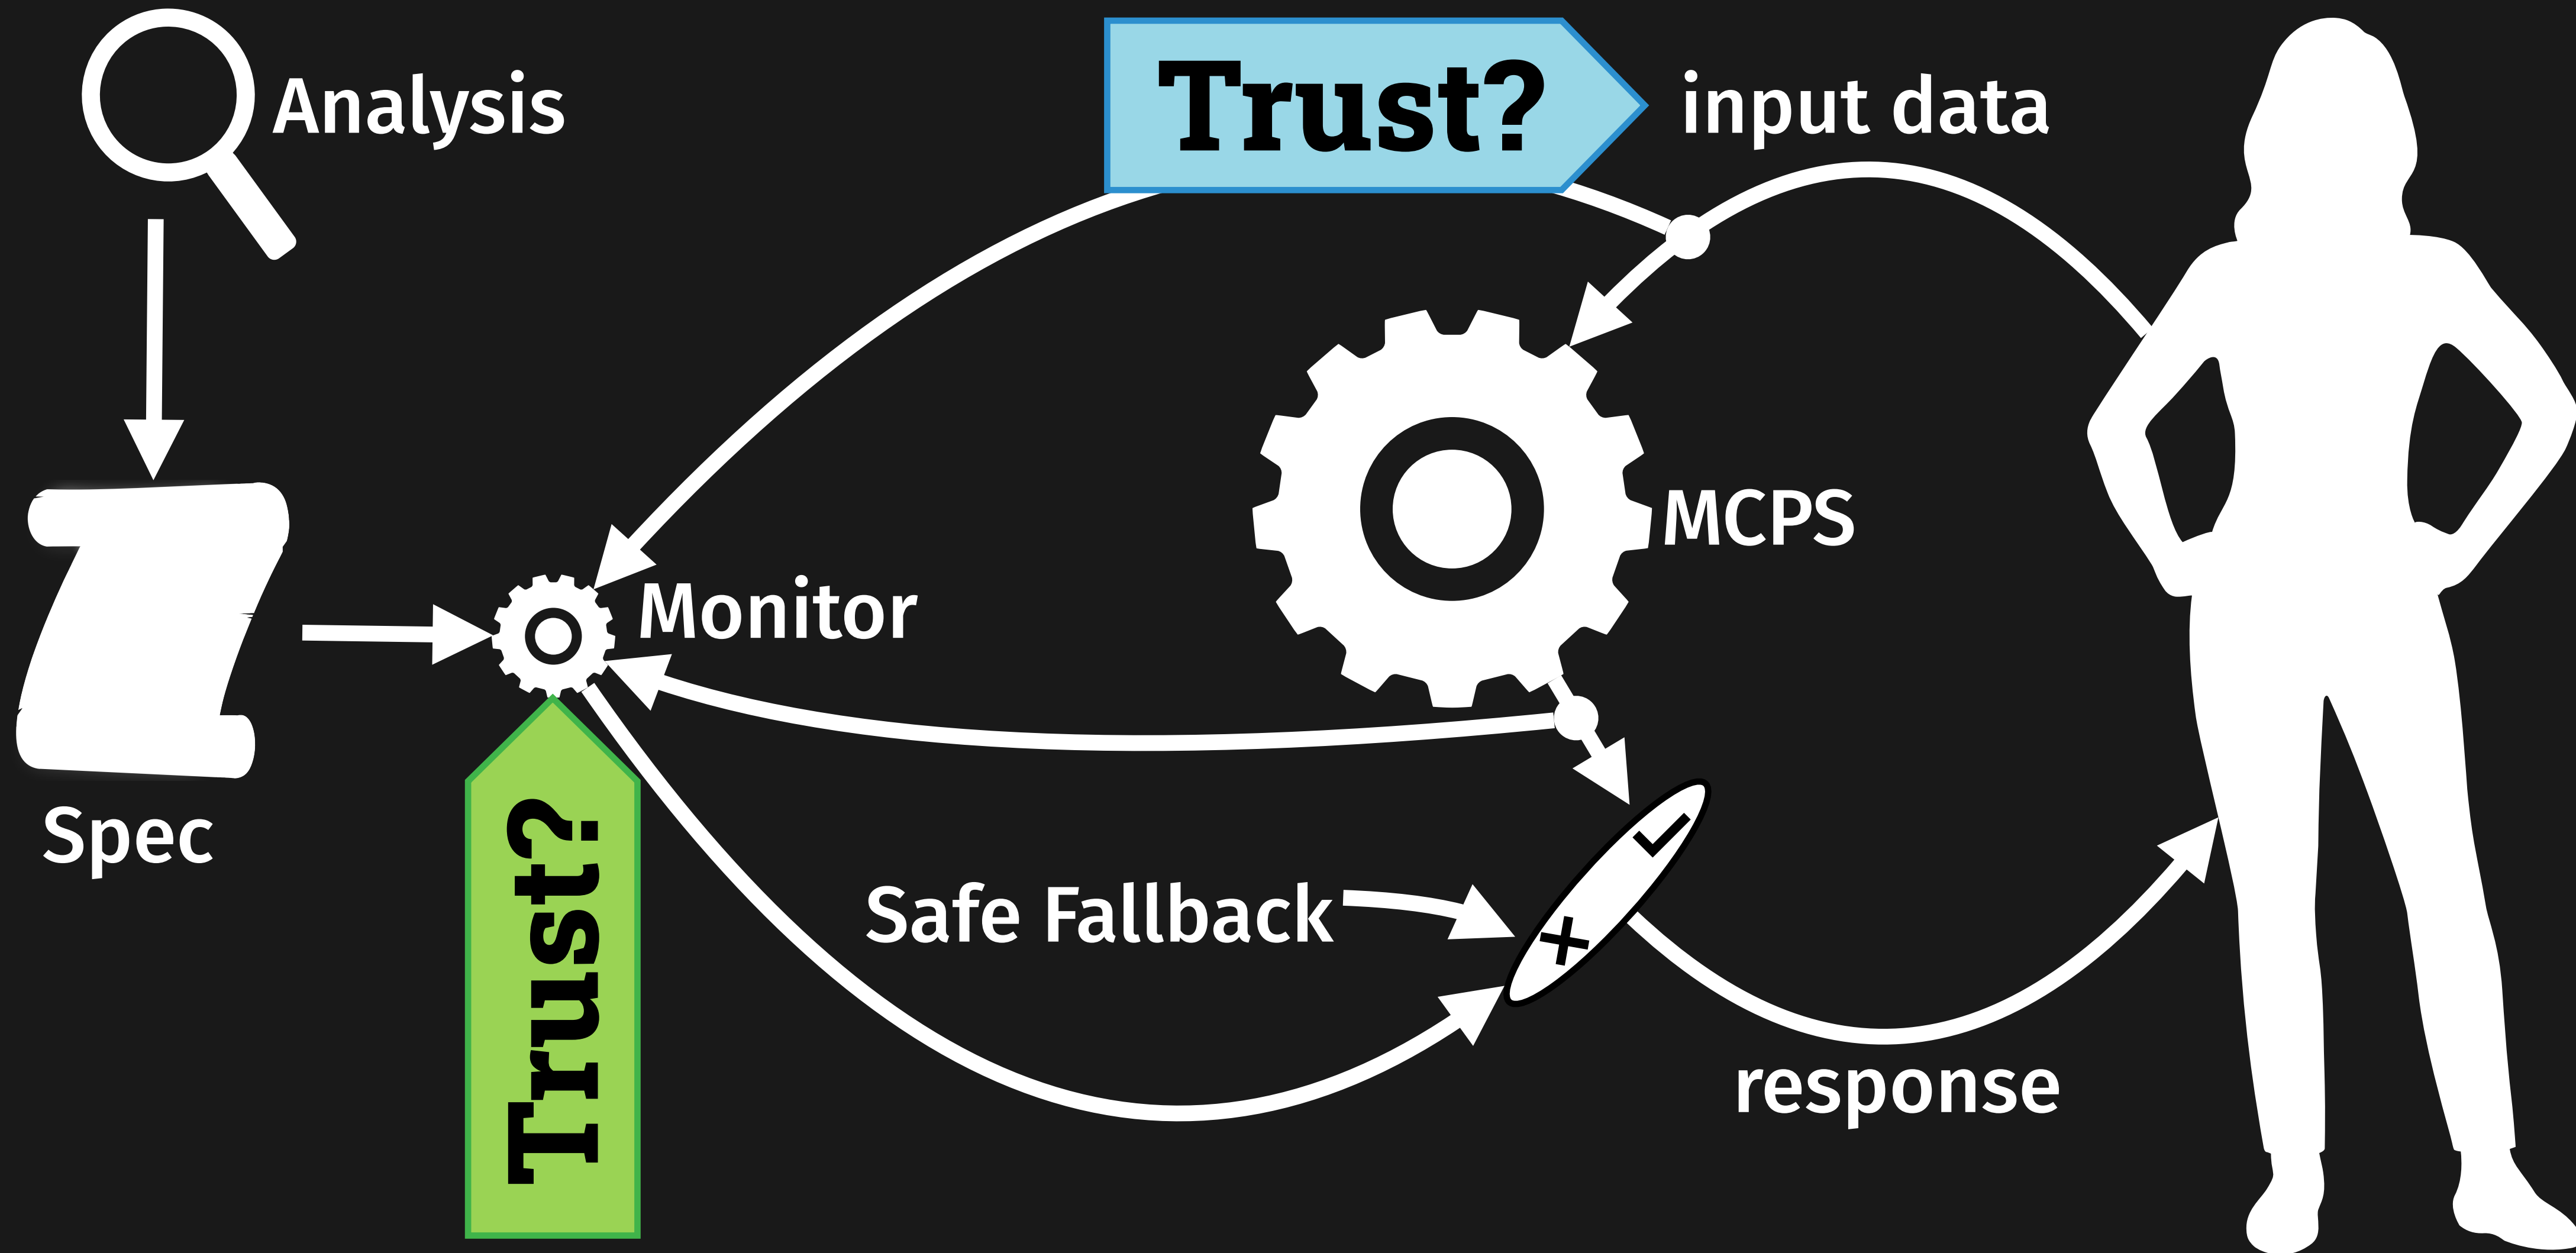 Analysis
Trust?
input data
MCPS
Monitor
Spec
Trust?
Safe Fallback
response